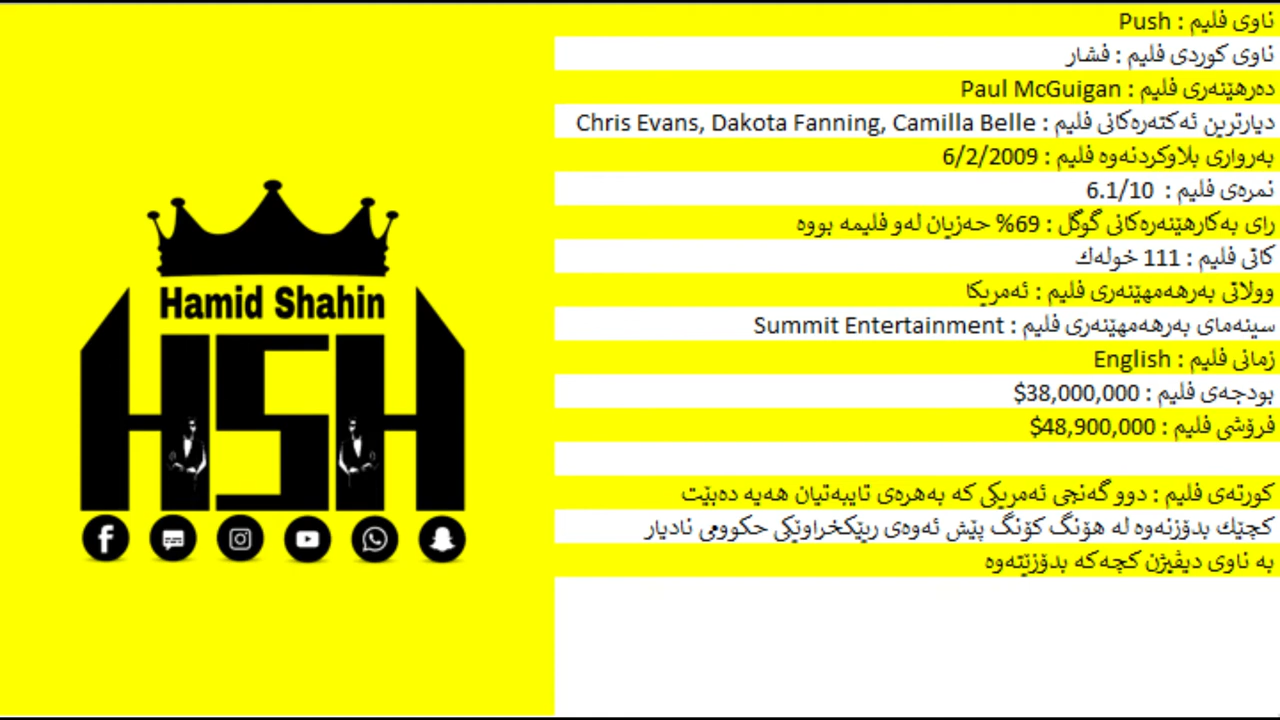 ناوی فلیم : Push
ناوی کوردی فلیم : فشار
دەرهێنەری فلیم : Paul McGuigan
دیارترین ئەکتەرەکانی فلیم : Chris Evans, Dakota Fanning, Camilla Belle
بەرواری بلاوکردنەوە فلیم : 6/2/2009
نمرەی فلیم : 6.1/10
رای بەکارهێنەرەکانی گوگل : 69% حەزیان لەو فلیمە بووە
کاتی فلیم : 111 خولەك
وولاتی بەرهەمهێنەری فلیم : ئەمریکا
سینەمای بەرهەمهێنەری فلیم : Summit Entertainment
زمانی فلیم : English
بودجەی فلیم : 38,000,000$
فرۆشی فلیم : 48,900,000$
کورتەی فلیم : دوو گەنجی ئەمریکی کە بەهرەی تایبەتیان هەیە دەبێت
کچێك بدۆزنەوە لە هۆنگ کۆنگ پێش ئەوەی ریێکخراوێکی حکوومی نادیار
بە ناوی دیڤیژن کچەکە بدۆزێتەوە
Hamid Shahin
HSH